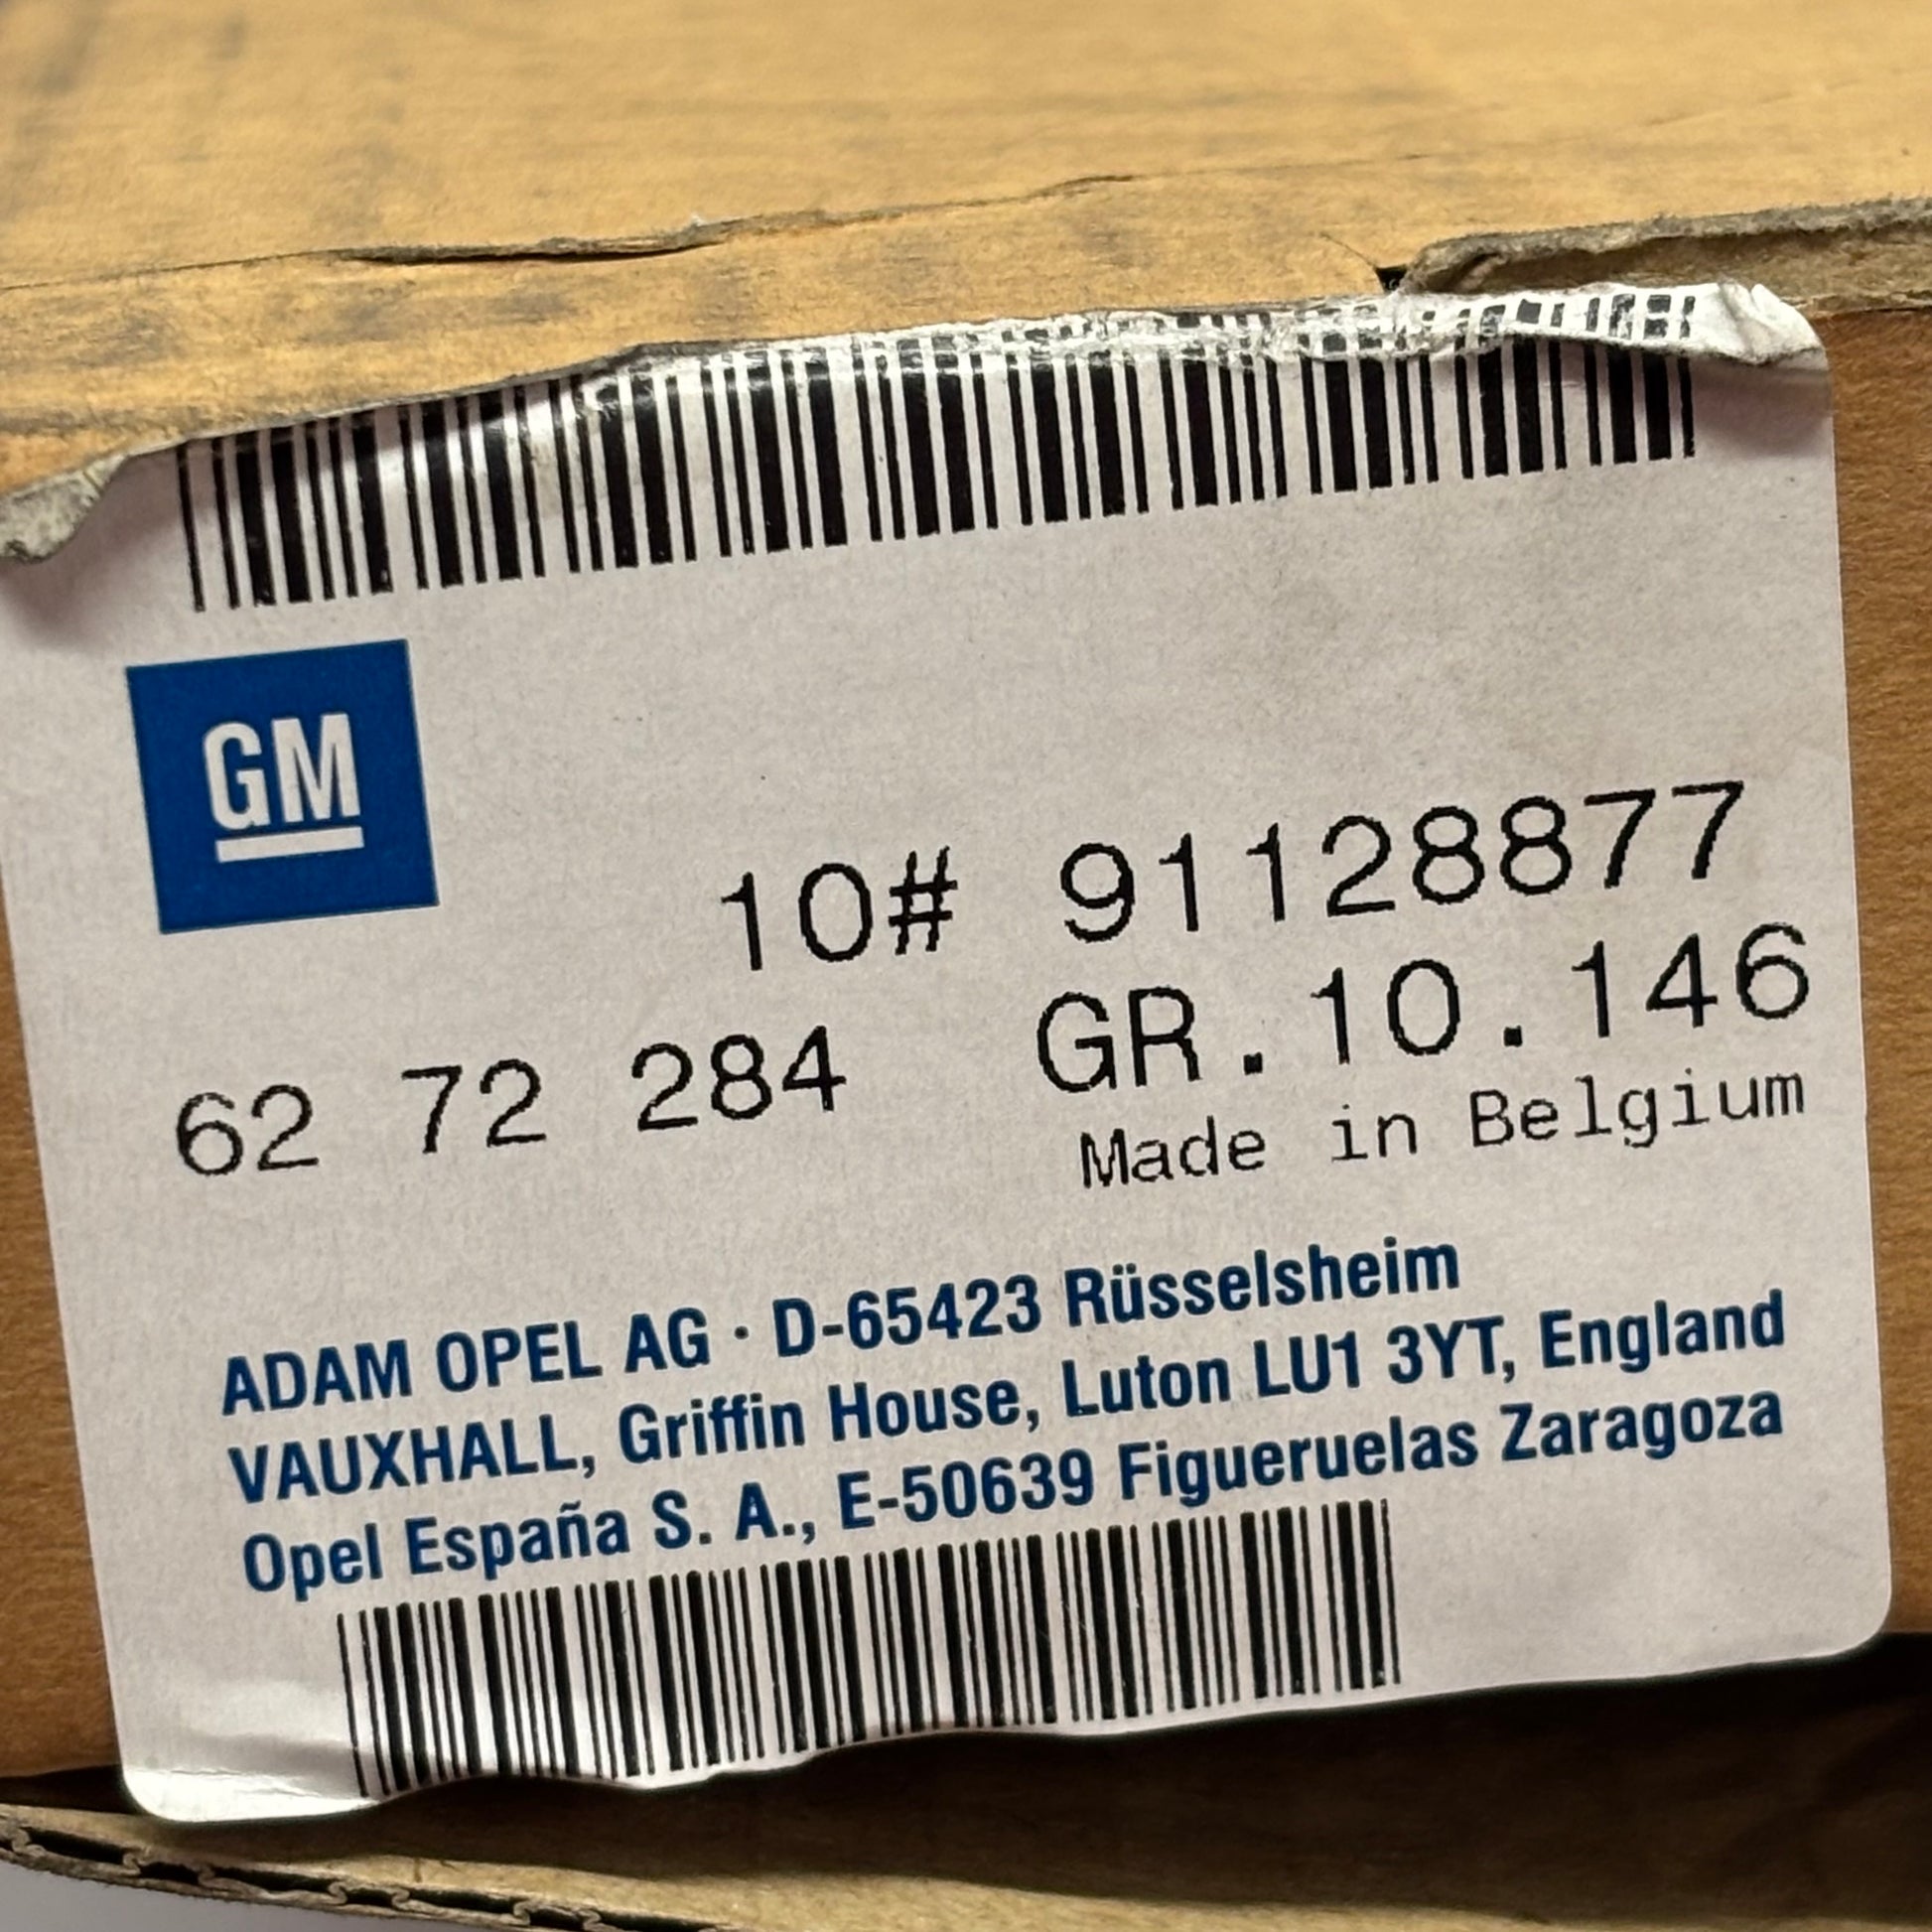 GM
10# 91128877
62 72 284 GR.10.146
Made in Belgium
ADAM OPEL AG · D-65423 Rüsselsheim
VAUXHALL, Griffin House, Luton LU1 3YT, England
Opel España S. A., E-50639 Figueruelas Zaragoza